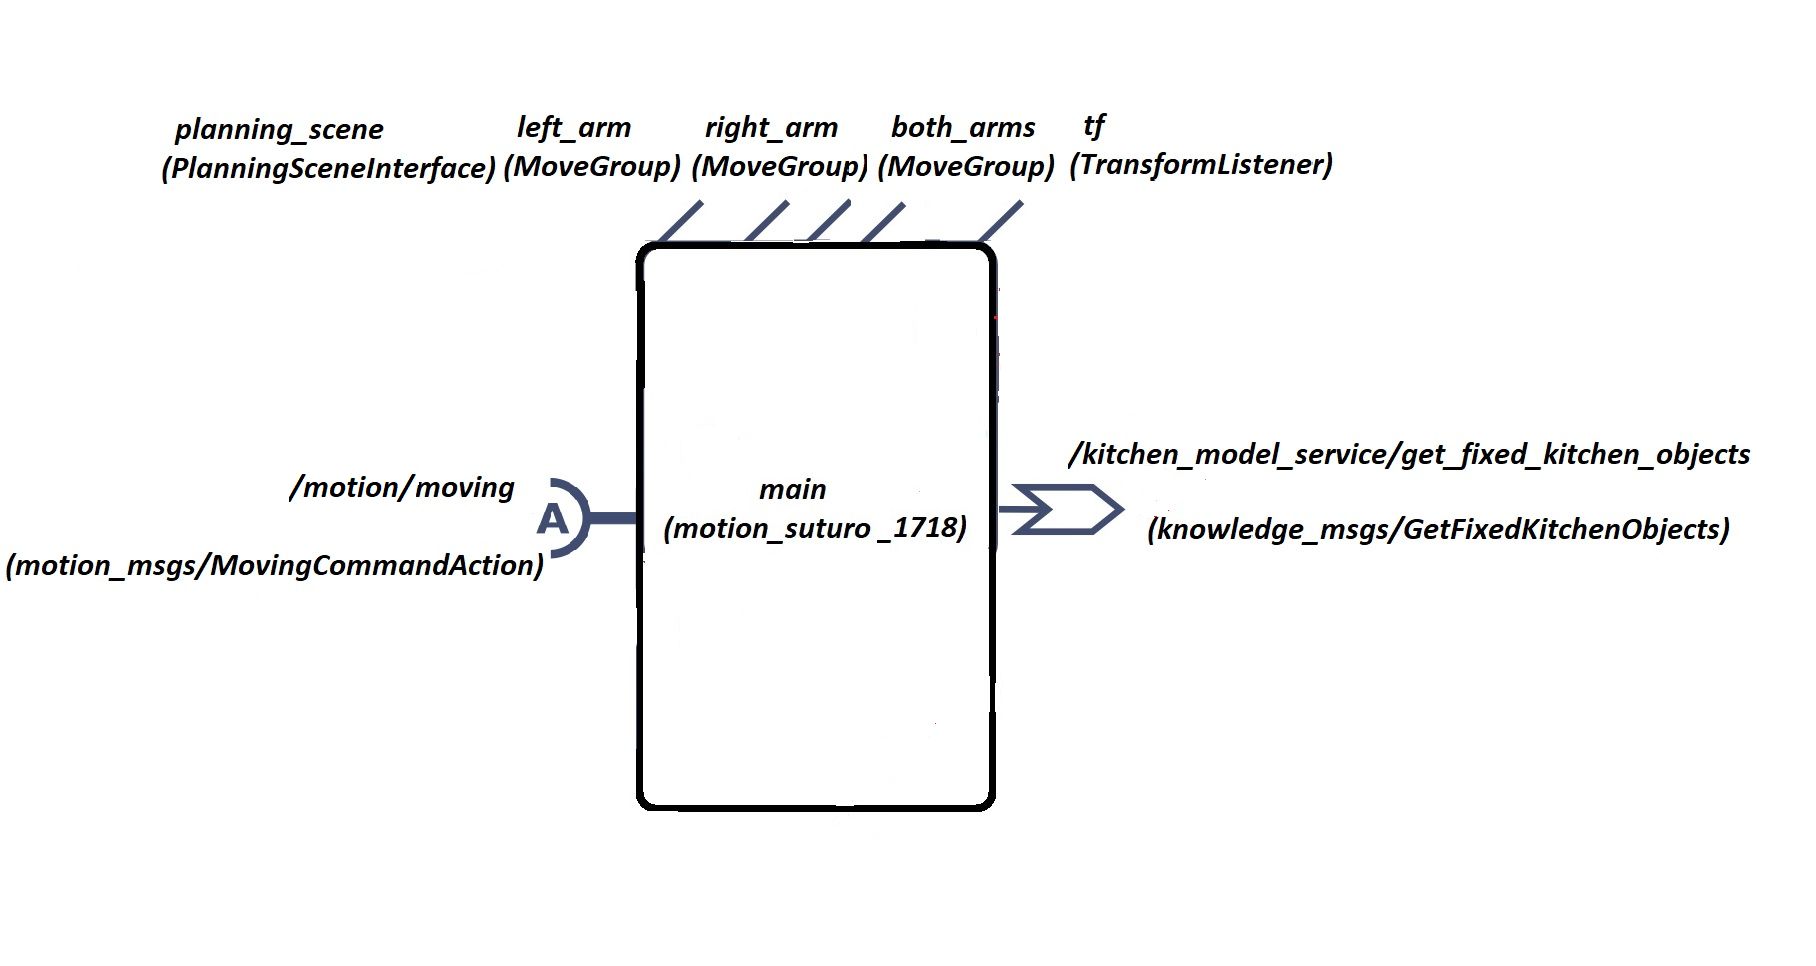 planning_scene
(PlanningSceneInterface)
left_arm
(MoveGroup)
right_arm
(MoveGroup)
both_arms
(MoveGroup)
tf
(TransformListener)
/motion/moving
A
(motion_msgs/MovingCommandAction)
main
(motion_suturo _1718)
/kitchen_model_service/get_fixed_kitchen_objects
(knowledge_msgs/GetFixedKitchenObjects)